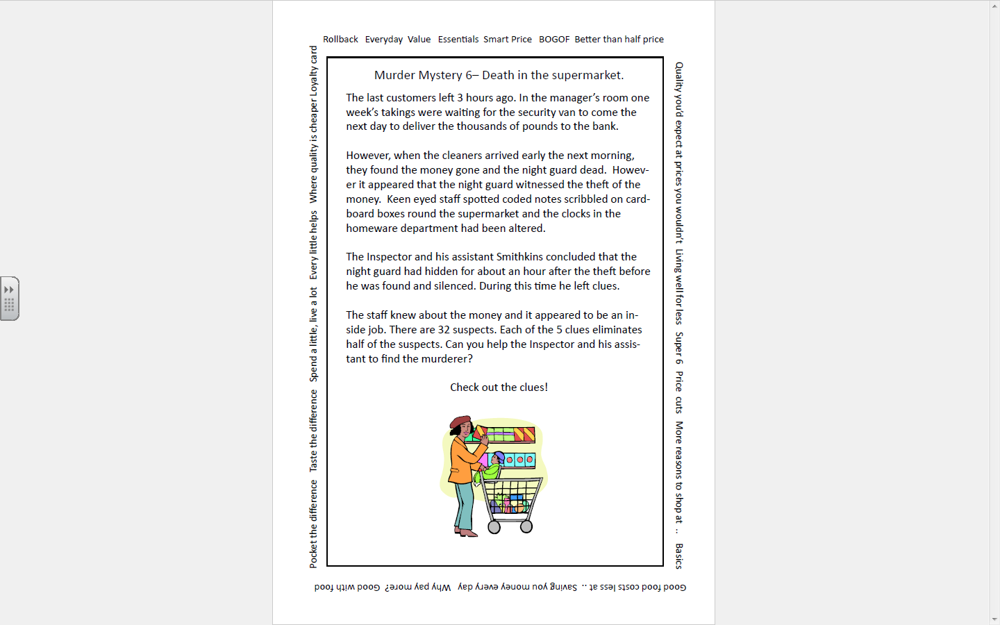 Rollback Everyday Value Essentials Smart Price BOGOF Better than half price
Murder Mystery 6– Death in the supermarket.
The last customers left 3 hours ago. In the manager’s room one
week’s takings were waiting for the security van to come the
next day to deliver the thousands of pounds to the bank.
However, when the cleaners arrived early the next morning,
they found the money gone and the night guard dead. Howev-
er it appeared that the night guard witnessed the theft of the
money. Keen eyed staff spotted coded notes scribbled on card-
board boxes round the supermarket and the clocks in the
homeware department had been altered.
The Inspector and his assistant Smithkins concluded that the
night guard had hidden for about an hour after the theft before
he was found and silenced. During this time he left clues.
The staff knew about the money and it appeared to be an in-
side job. There are 32 suspects. Each of the 5 clues eliminates
half of the suspects. Can you help the Inspector and his assis-
tant to find the murderer?
Check out the clues!
Quality you’d expect at prices you wouldn’t Living well for less Super 6 Price cuts More reasons to shop at .. Basics
Good food costs less at .. Saving you money every day Why pay more? Good with food
Pocket the difference Taste the difference Spend a little, live a lot Every little helps Where quality is cheaper Loyalty card